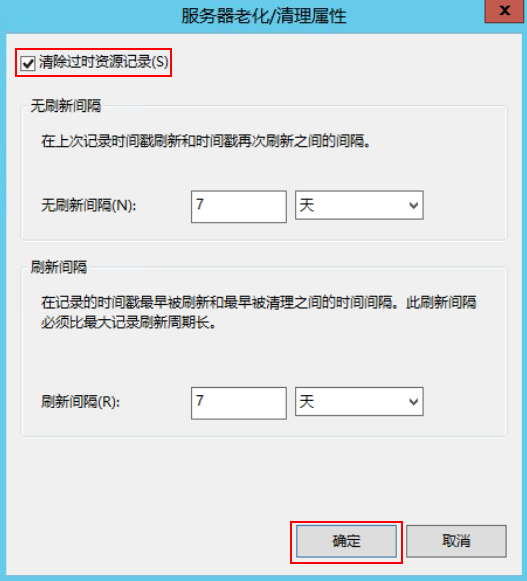 服务器老化/清理属性
x
清除过时资源记录(S)
无刷新间隔
在上次记录时间戳刷新和时间戳再次刷新之间的间隔。
无刷新间隔(N):
7
天
刷新间隔
在记录的时间戳最早被刷新和最早被清理之间的时间间隔。此刷新间隔
必须比最大记录刷新周期长。
刷新间隔(R):
7
天
确定
取消